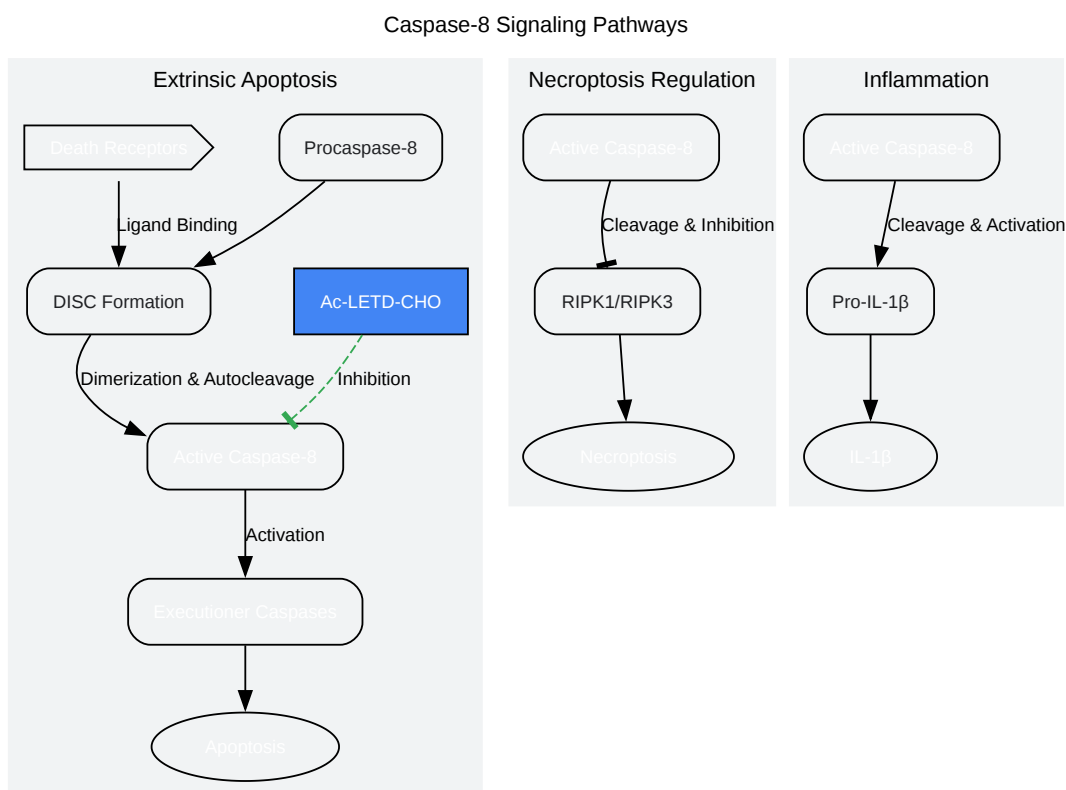 Caspase-8 Signaling Pathways
Extrinsic Apoptosis
Death Receptors
Procaspase-8
Ligand Binding
DISC Formation
Ac-LETD-CHO
Dimerization & Autocleavage
Inhibition
Active Caspase-8
Activation
Executioner Caspases
Apoptosis
Necroptosis Regulation
Active Caspase-8
Cleavage & Inhibition
RIPK1/RIPK3
Necroptosis
Inflammation
Active Caspase-8
Cleavage & Activation
Pro-IL-1β
IL-1β